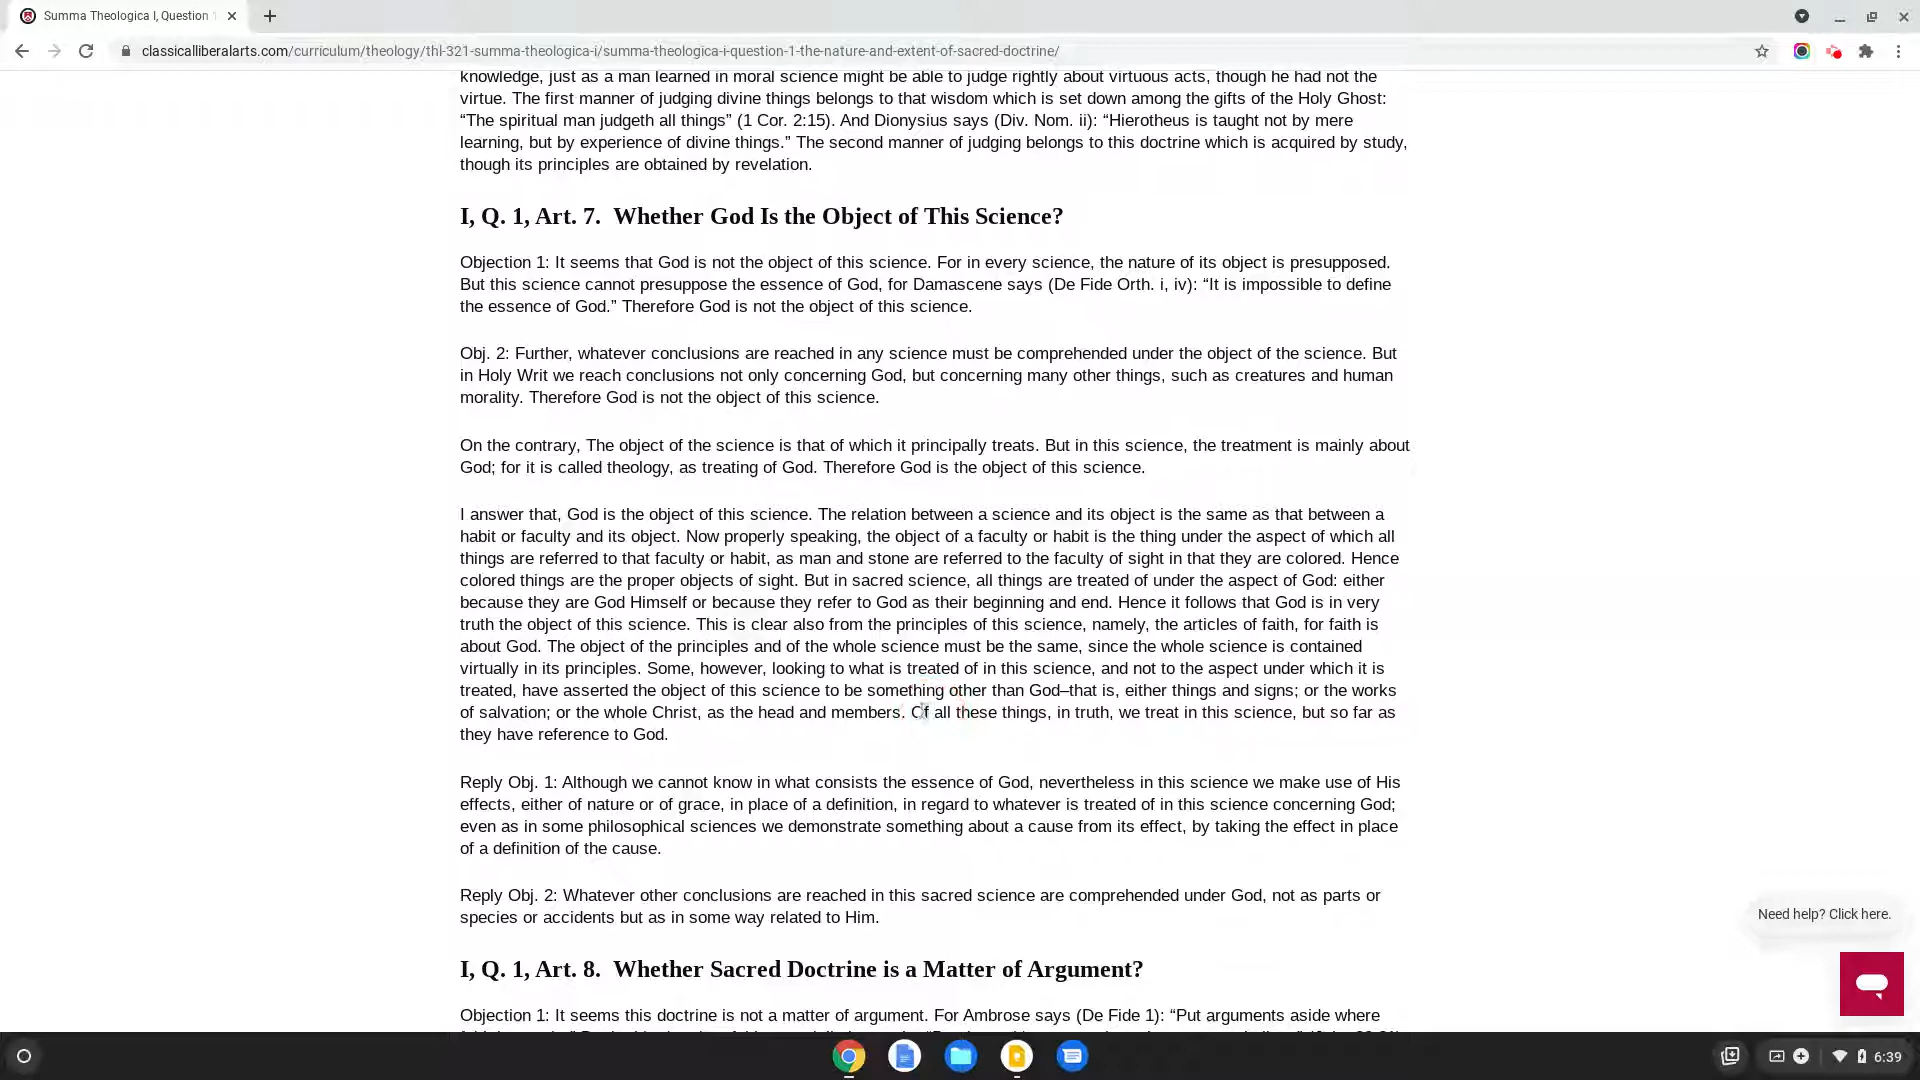 Summa Theologica I, Question 1
classicalliberalarts.com/curriculum/theology/thl-321-summa-theologica-i/summa-theologica-i-question-1-the-nature-and-extent-of-sacred-doctrine/
knowledge, just as a man learned in moral science might be able to judge rightly about virtuous acts, though he had not the
virtue. The first manner of judging divine things belongs to that wisdom which is set down among the gifts of the Holy Ghost:
“The spiritual man judgeth all things” (1 Cor. 2:15). And Dionysius says (Div. Nom. ii): “Hierotheus is taught not by mere
learning, but by experience of divine things.” The second manner of judging belongs to this doctrine which is acquired by study,
though its principles are obtained by revelation.
I, Q. 1, Art. 7.  Whether God Is the Object of This Science?
Objection 1: It seems that God is not the object of this science. For in every science, the nature of its object is presupposed.
But this science cannot presuppose the essence of God, for Damascene says (De Fide Orth. i, iv): “It is impossible to define
the essence of God.” Therefore God is not the object of this science.
Obj. 2: Further, whatever conclusions are reached in any science must be comprehended under the object of the science. But
in Holy Writ we reach conclusions not only concerning God, but concerning many other things, such as creatures and human
morality. Therefore God is not the object of this science.
On the contrary, The object of the science is that of which it principally treats. But in this science, the treatment is mainly about
God; for it is called theology, as treating of God. Therefore God is the object of this science.
I answer that, God is the object of this science. The relation between a science and its object is the same as that between a
habit or faculty and its object. Now properly speaking, the object of a faculty or habit is the thing under the aspect of which all
things are referred to that faculty or habit, as man and stone are referred to the faculty of sight in that they are colored. Hence
colored things are the proper objects of sight. But in sacred science, all things are treated of under the aspect of God: either
because they are God Himself or because they refer to God as their beginning and end. Hence it follows that God is in very
truth the object of this science. This is clear also from the principles of this science, namely, the articles of faith, for faith is
about God. The object of the principles and of the whole science must be the same, since the whole science is contained
virtually in its principles. Some, however, looking to what is treated of in this science, and not to the aspect under which it is
treated, have asserted the object of this science to be something other than God–that is, either things and signs; or the works
of salvation; or the whole Christ, as the head and members. Of all these things, in truth, we treat in this science, but so far as
they have reference to God.
Reply Obj. 1: Although we cannot know in what consists the essence of God, nevertheless in this science we make use of His
effects, either of nature or of grace, in place of a definition, in regard to whatever is treated of in this science concerning God;
even as in some philosophical sciences we demonstrate something about a cause from its effect, by taking the effect in place
of a definition of the cause.
Reply Obj. 2: Whatever other conclusions are reached in this sacred science are comprehended under God, not as parts or
species or accidents but as in some way related to Him.
Need help? Click here.
I, Q. 1, Art. 8.  Whether Sacred Doctrine is a Matter of Argument?
Objection 1: It seems this doctrine is not a matter of argument. For Ambrose says (De Fide 1): “Put arguments aside where
6:39